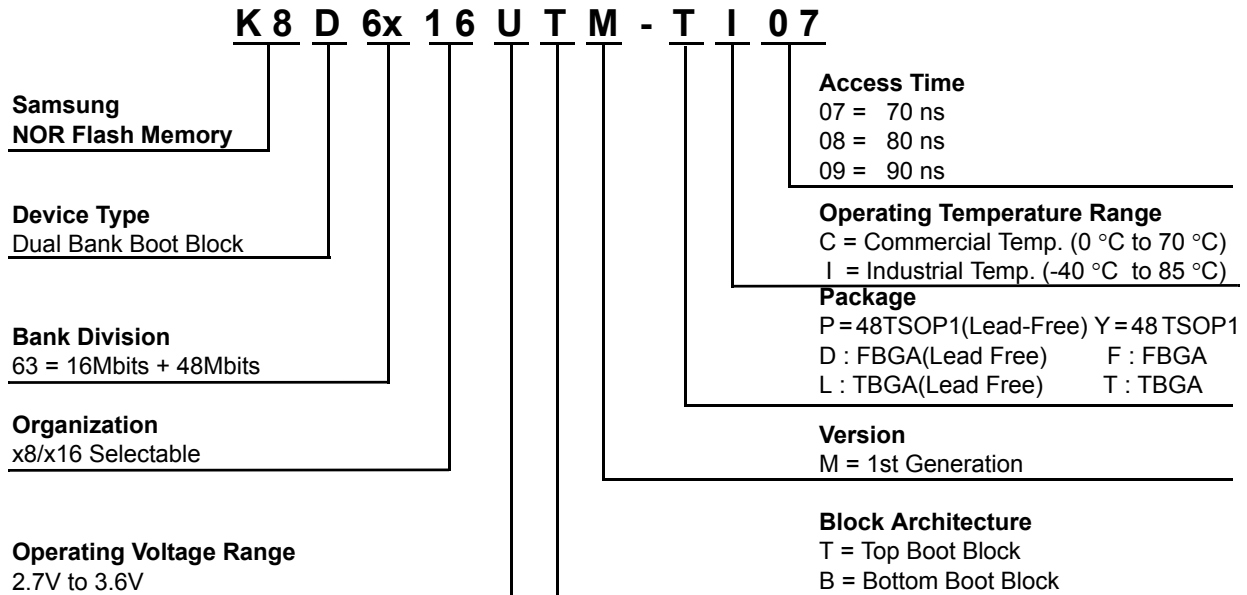 K 8 D 6x 1 6 U T M - T I 0 7
Samsung
NOR Flash Memory
Device Type
Dual Bank Boot Block
Bank Division
63 = 16Mbits + 48Mbits
Organization
x8/x16 Selectable
Operating Voltage Range
2.7V to 3.6V
Access Time
07 = 70 ns
08 = 80 ns
09 = 90 ns
Operating Temperature Range
C = Commercial Temp. (0 °C to 70 °C)
I = Industrial Temp. (-40 °C to 85 °C)
Package
P = 48TSOP1(Lead-Free) Y = 48 TSOP1
D : FBGA(Lead Free) F : FBGA
L : TBGA(Lead Free) T : TBGA
Version
M = 1st Generation
Block Architecture
T = Top Boot Block
B = Bottom Boot Block